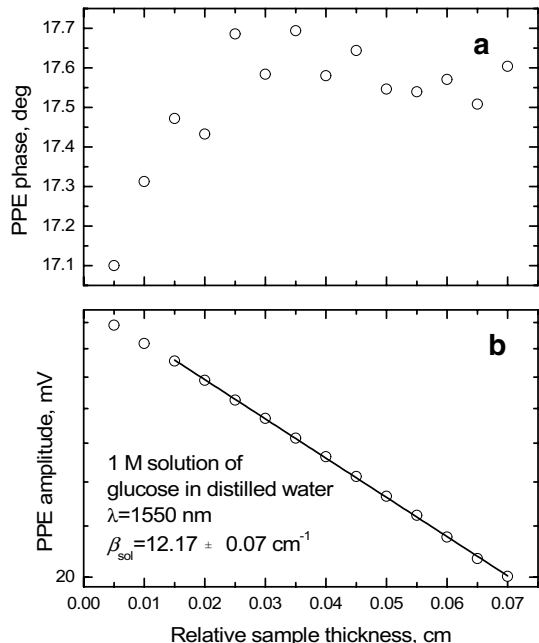 17.7
17.6
17.5
17.4
17.3
17.2
17.1
PPE phase, deg
a
b
PPE amplitude, mV
20
1 M solution of
glucose in distilled water
λ=1550 nm
βsol=12.17 ± 0.07 cm-1
0.00 0.01 0.02 0.03 0.04 0.05 0.06 0.07
Relative sample thickness, cm